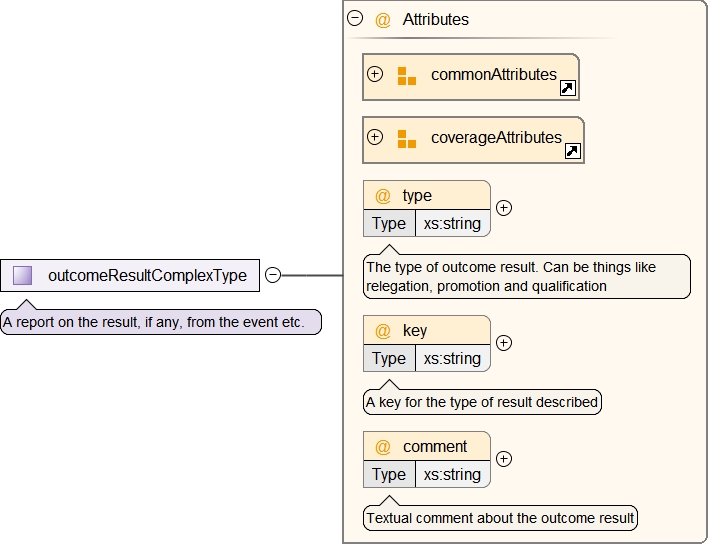 Attributes
commonAttributes
coverageAttributes
@ type
Type xs:string
The type of outcome result. Can be things like
relegation, promotion and qualification
outcomeResultComplexType
A report on the result, if any, from the event etc.
@ key
Type xs:string
A key for the type of result described
@ comment
Type xs:string
Textual comment about the outcome result